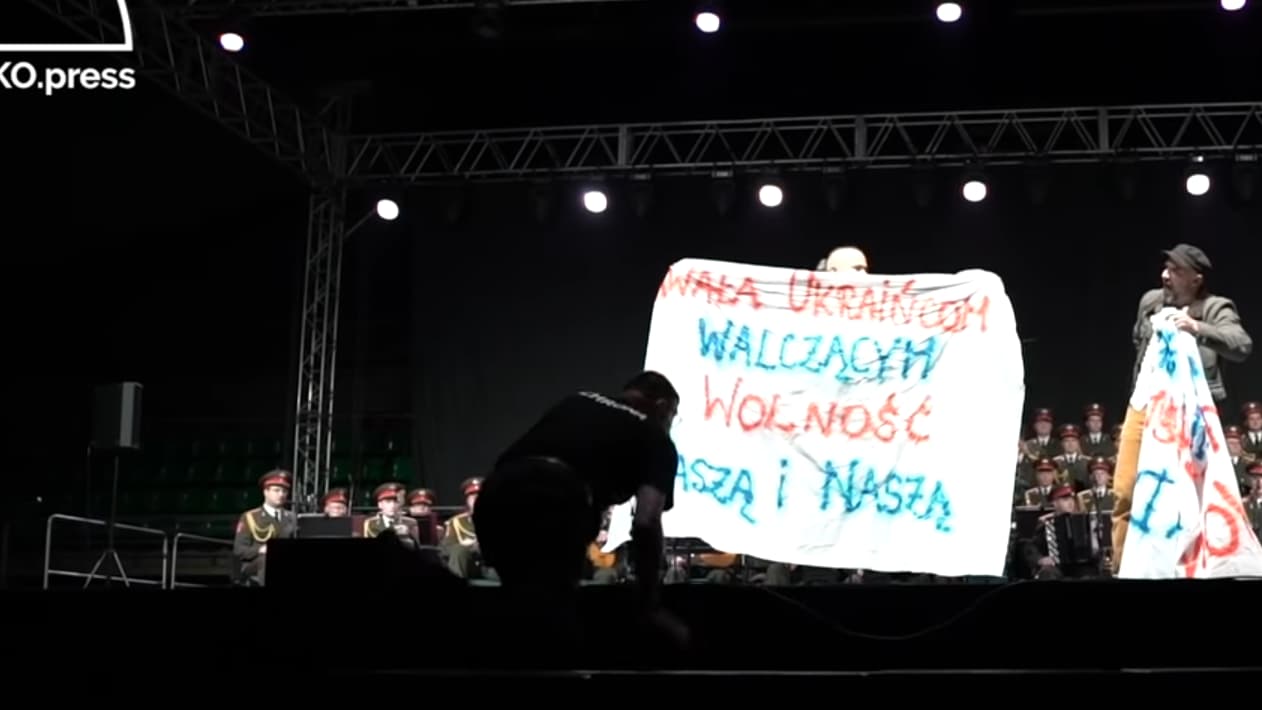 KO.press
WAŁA UKRAIŃCOM
WALCZĄCYM
WOLNOŚĆ
ASZĄ i NASZĄ